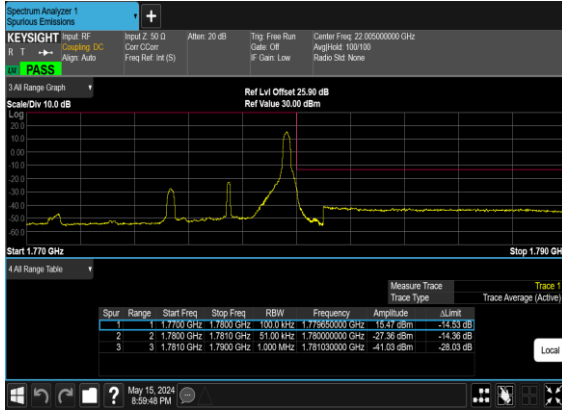 Spectrum Analyzer 1
Spurious Emissions
+
KEYSIGHT Input: RF Input Z: 50 Ω Atten: 20 dB Trig: Free Run Center Freq: 22.005000000 GHz
R T Coupling: DC Corr CCorr Gate: Off Avg|Hold: 100/100
Align: Auto Freq Ref: Int (S) IF Gain: Low Radio Std: None
PASS
3 All Range Graph
Ref Lvl Offset 25.90 dB
Scale/Div 10.0 dB Ref Value 30.00 dBm
Log
20.0
10.0
0.00
-10.0
-20.0
-30.0
-40.0
-50.0
-60.0
Start 1.770 GHz Stop 1.790 GH
4 All Range Table
Measure Trace Trace 1
Trace Type Trace Average (Active)
Spur Range Start Freq Stop Freq RBW Frequency Amplitude ΔLimit
1 1 1.7700 GHz 1.7800 GHz 100.0 kHz 1.779650000 GHz 15.47 dBm -14.53 dB
2 2 1.7800 GHz 1.7810 GHz 51.00 kHz 1.780000000 GHz -27.36 dBm -14.36 dB
3 3 1.7810 GHz 1.7900 GHz 1.000 MHz 1.781030000 GHz -41.03 dBm -28.03 dB
Local
? May 15, 2024
8:59:48 PM